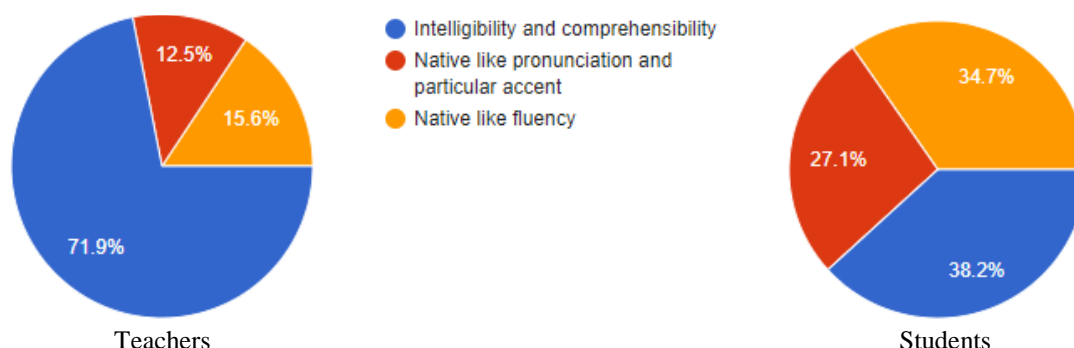 12.5%
15.6%
71.9%
Teachers
Intelligibility and comprehensibility
Native like pronunciation and
particular accent
Native like fluency
34.7%
27.1%
38.2%
Students